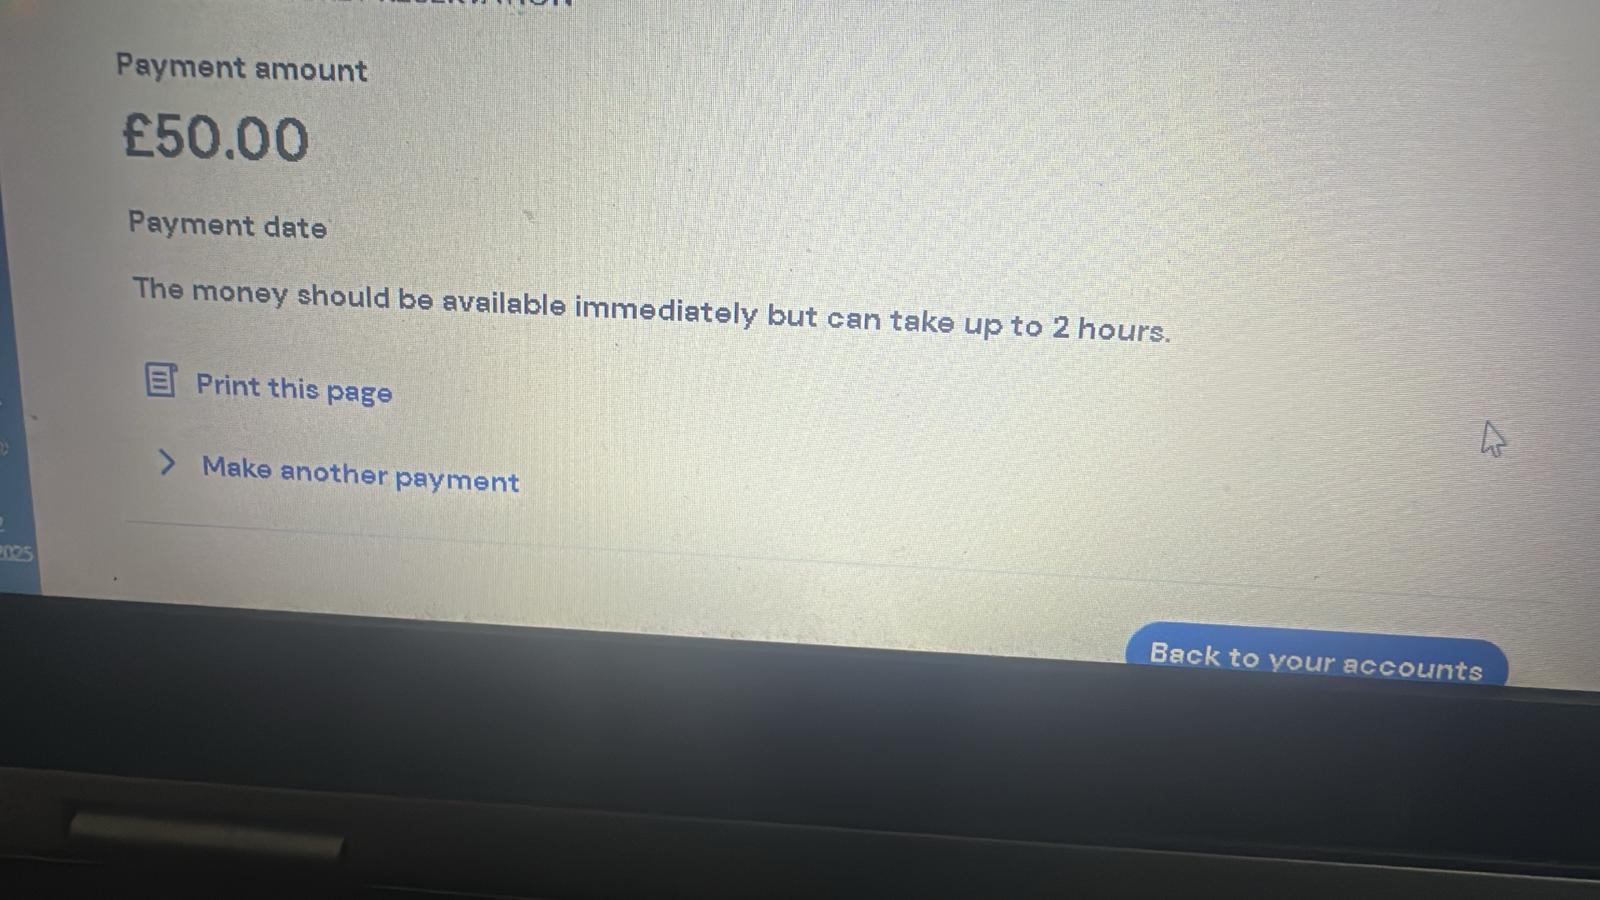 Payment amount
£50.00
Payment date
The money should be available immediately but can take up to 2 hours.
Print this page
Make another payment
2025
Back to your accounts